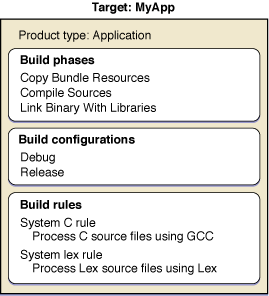 Target: MyApp
Product type: Application
Build phases
Copy Bundle Resources
Compile Sources
Link Binary With Libraries
Build configurations
Debug
Release
Build rules
System C rule
Process C source files using GCC
System lex rule
Process Lex source files using Lex